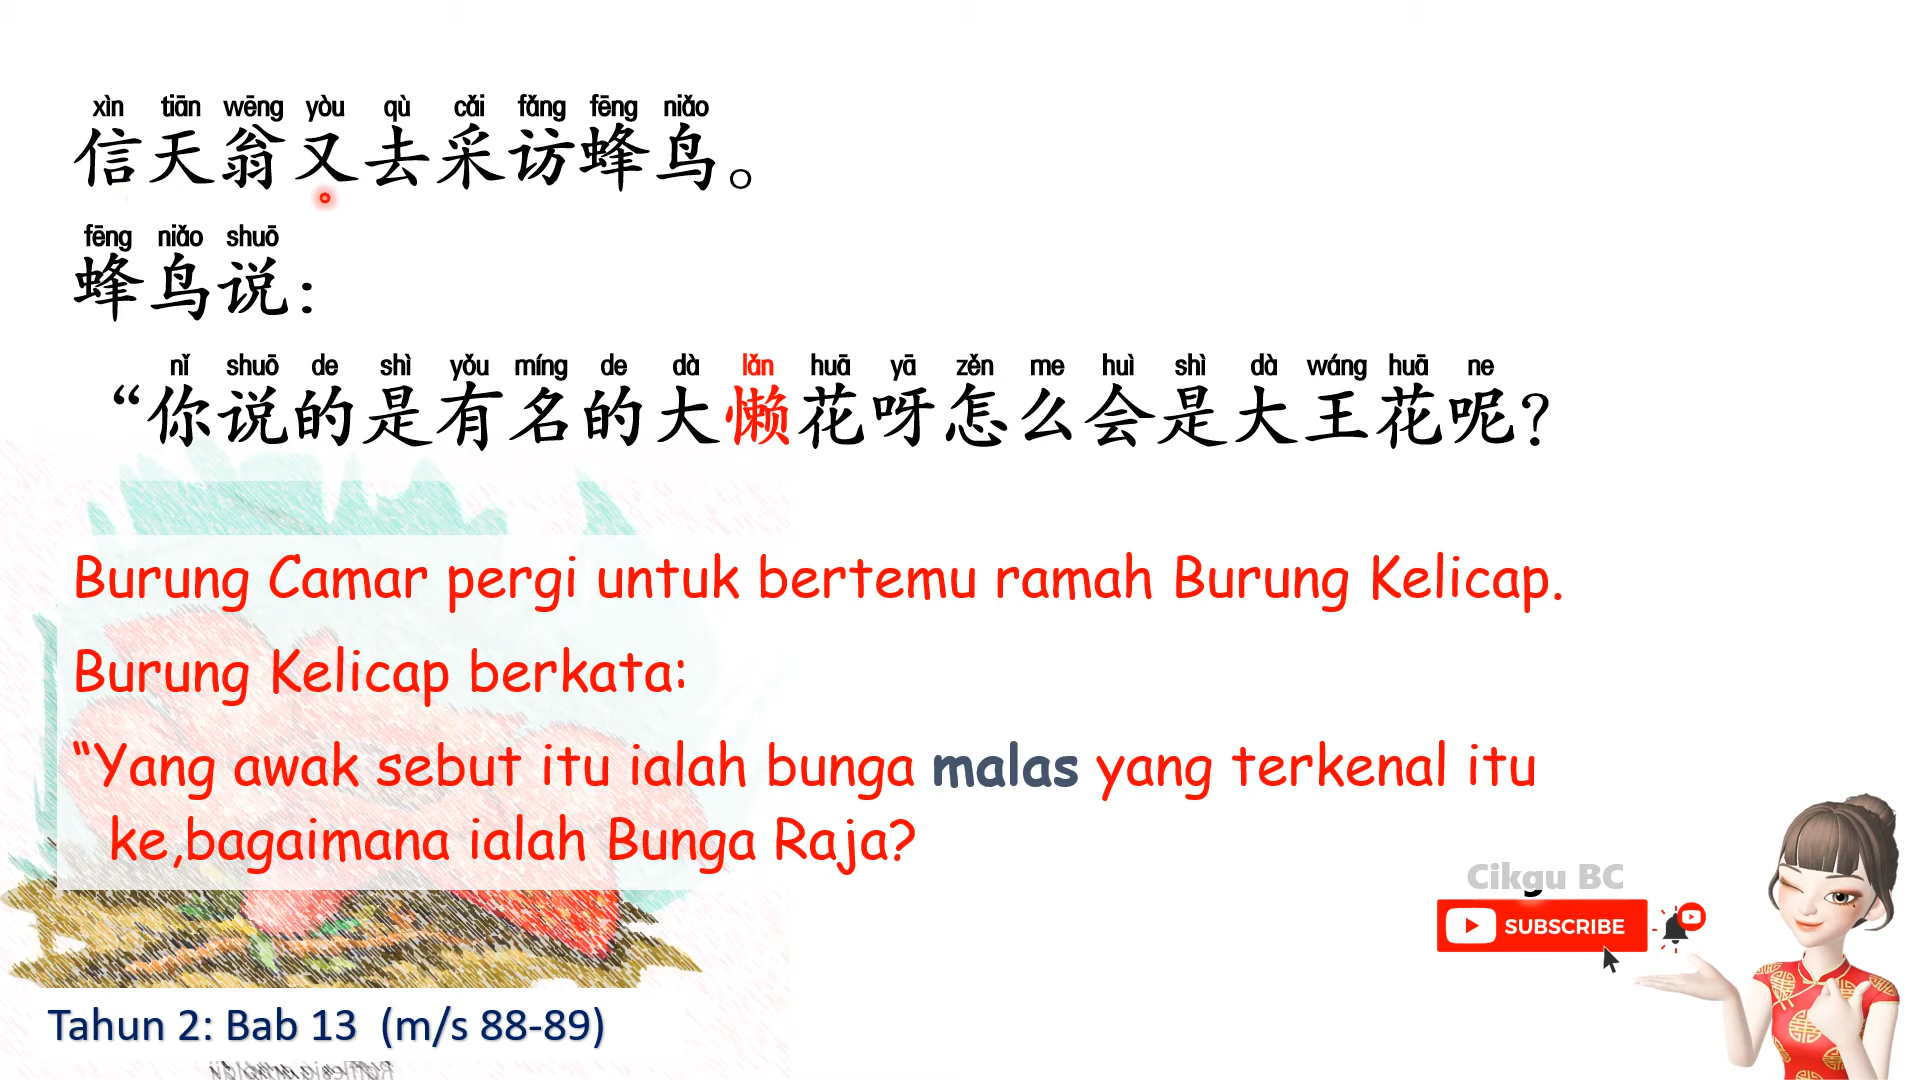 xìn tiān wēng yòu qù cǎi fǎng fēng niǎo
信天翁又去采访蜂鸟。
fēng niǎo shuō
蜂鸟说：
nǐ shuō de shì yǒu míng de dà lǎn huā yā zěn me huì shì dà wáng huā ne
“你说的是有名的大懒花呀怎么会是大王花呢？
Burung Camar pergi untuk bertemu ramah Burung Kelicap.
Burung Kelicap berkata:
“Yang awak sebut itu ialah bunga malas yang terkenal itu
ke,bagaimana ialah Bunga Raja?
Cikgu BC
SUBSCRIBE
Tahun 2: Bab 13 (m/s 88-89)